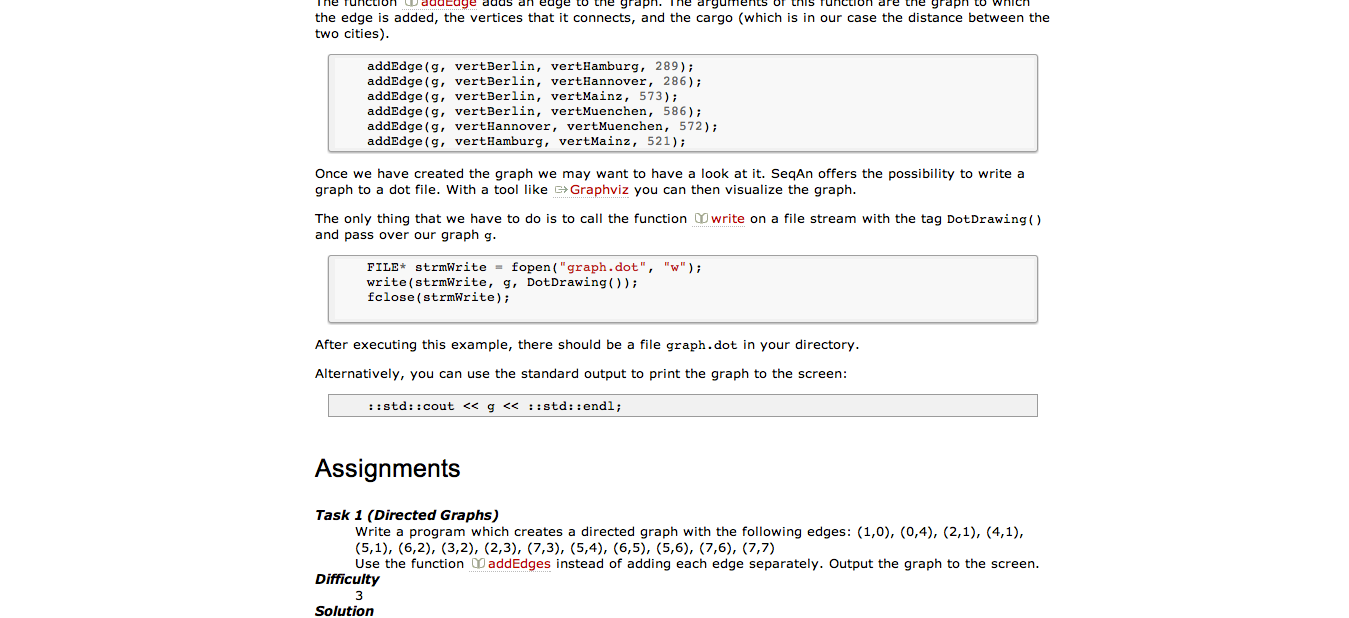 The function addEdge adds an edge to the graph. The arguments of this function are the graph to which
the edge is added, the vertices that it connects, and the cargo (which is in our case the distance between the
two cities).
addEdge(g, vertBerlin, vertHamburg, 289);
addEdge(g, vertBerlin, vertHannover, 286);
addEdge(g, vertBerlin, vertMainz, 573);
addEdge(g, vertBerlin, vertMuenchen, 586);
addEdge(g, vertHannover, vertMuenchen, 572);
addEdge(g, vertHamburg, vertMainz, 521);
Once we have created the graph we may want to have a look at it. SeqAn offers the possibility to write a
graph to a dot file. With a tool like Graphviz you can then visualize the graph.
The only thing that we have to do is to call the function write on a file stream with the tag DotDrawing()
and pass over our graph g.
FILE* strmWrite = fopen("graph.dot", "w");
write(strmWrite, g, DotDrawing());
fclose(strmWrite);
After executing this example, there should be a file graph.dot in your directory.
Alternatively, you can use the standard output to print the graph to the screen:
::std::cout << g << ::std::endl;
Assignments
Task 1 (Directed Graphs)
Write a program which creates a directed graph with the following edges: (1,0), (0,4), (2,1), (4,1),
(5,1), (6,2), (3,2), (2,3), (7,3), (5,4), (6,5), (5,6), (7,6), (7,7)
Use the function addEdges instead of adding each edge separately. Output the graph to the screen.
Difficulty
3
Solution